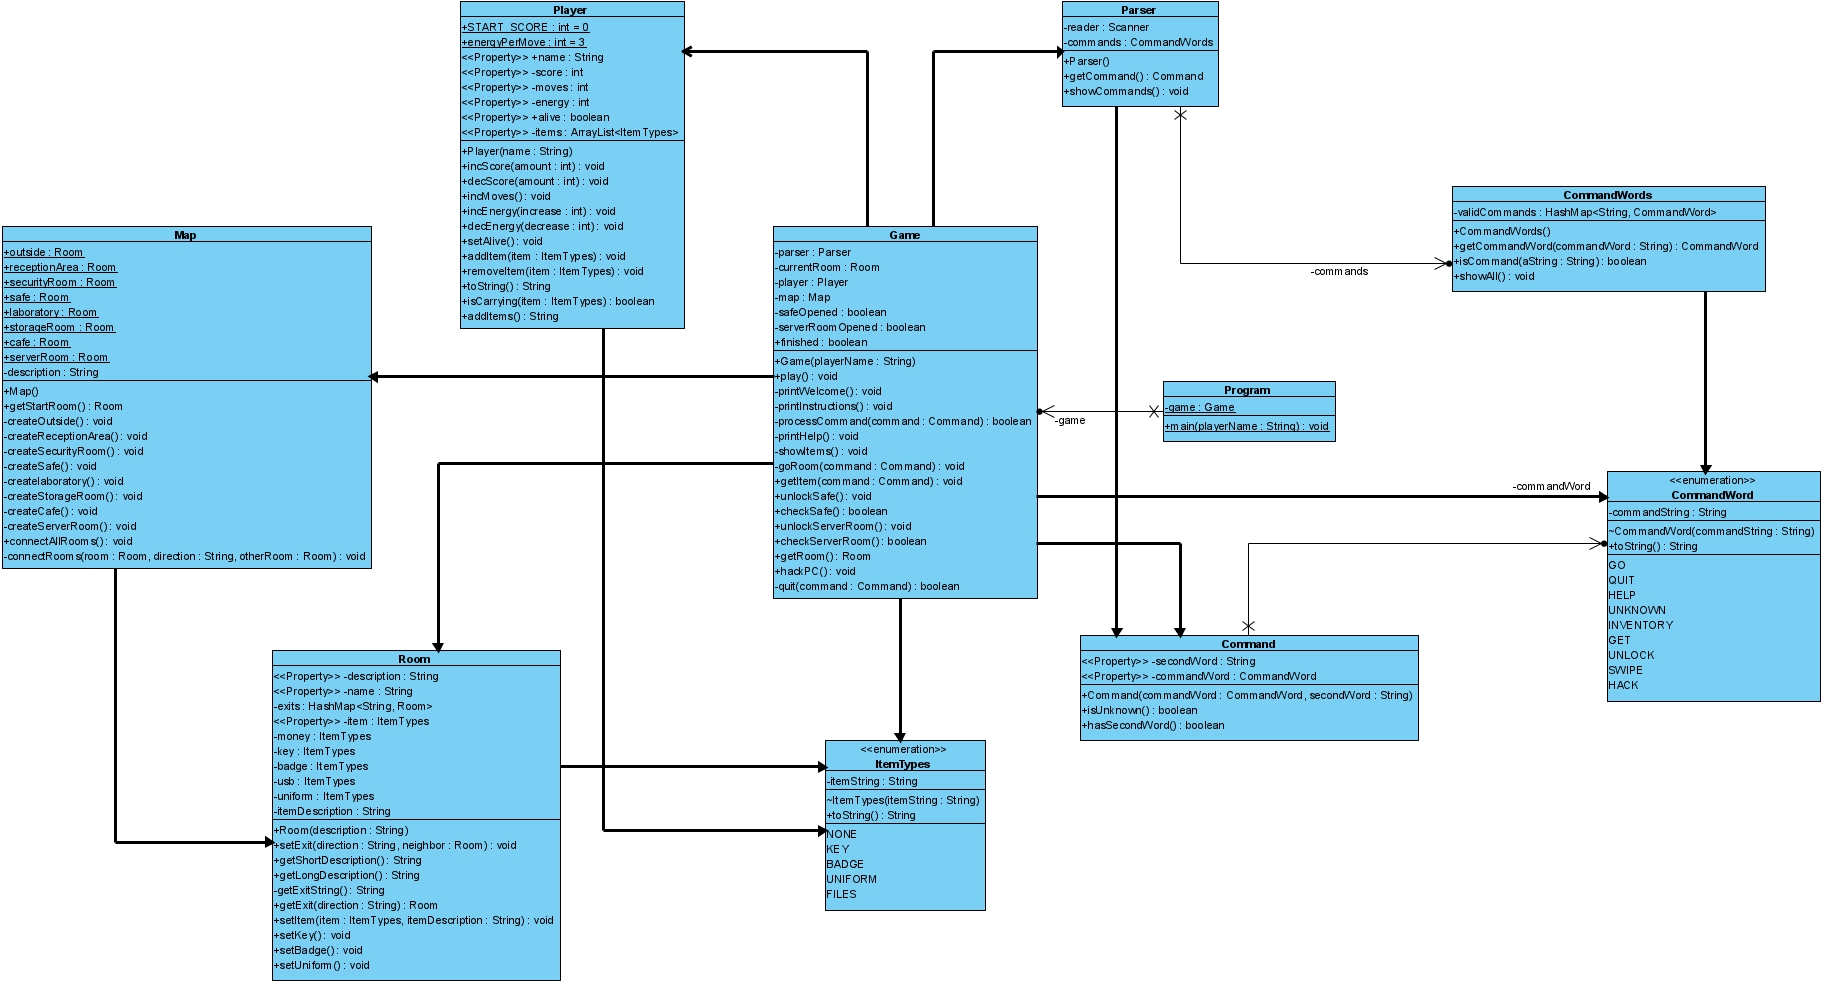 Player
+START_SCORE : int = 0
+energyPerMove : int = 3
<<Property>> +name : String
<<Property>> -score : int
<<Property>> -moves : int
<<Property>> -energy : int
<<Property>> +alive : boolean
<<Property>> -items : ArrayList<ItemTypes>
+Player(name : String)
+incScore(amount : int) : void
+decScore(amount : int) : void
+incMoves() : void
+incEnergy(increase : int) : void
+decEnergy(decrease : int) : void
+setAlive() : void
+addItem(item : ItemTypes) : void
+removeItem(item : ItemTypes) : void
+toString() : String
+isCarrying(item : ItemTypes) : boolean
+addItems() : String
Parser
-reader : Scanner
-commands : CommandWords
+Parser()
+getCommand() : Command
+showCommands() : void
CommandWords
-validCommands : HashMap<String, CommandWord>
+CommandWords()
+getCommandWord(commandWord : String) : CommandWord
+isCommand(aString : String) : boolean
+showAll() : void
-commands
Map
+outside : Room
+receptionArea : Room
+securityRoom : Room
+safe : Room
+laboratory : Room
+storageRoom : Room
+cafe : Room
+serverRoom : Room
-description : String
+Map()
+getStartRoom() : Room
-createOutside() : void
-createReceptionArea() : void
-createSecurityRoom() : void
-createSafe() : void
-createlaboratory() : void
-createStorageRoom() : void
-createCafe() : void
-createServerRoom() : void
+connectAllRooms() : void
-connectRooms(room : Room, direction : String, otherRoom : Room) : void
Game
-parser : Parser
-currentRoom : Room
-player : Player
-map : Map
-safeOpened : boolean
-serverRoomOpened : boolean
+finished : boolean
+Game(playerName : String)
+play() : void
-printWelcome() : void
-printInstructions() : void
-processCommand(command : Command) : boolean
-printHelp() : void
-showItems() : void
-goRoom(command : Command) : void
+getItem(command : Command) : void
+unlockSafe() : void
+checkSafe() : boolean
+unlockServerRoom() : void
+checkServerRoom() : boolean
+getRoom() : Room
+hackPC() : void
-quit(command : Command) : boolean
Program
-game : Game
+main(playerName : String) : void
-game
-commandWord
<<enumeration>>
CommandWord
-commandString : String
~CommandWord(commandString : String)
+toString() : String
GO
QUIT
HELP
UNKNOWN
INVENTORY
GET
UNLOCK
SWIPE
HACK
Command
<<Property>> -secondWord : String
<<Property>> -commandWord : CommandWord
+Command(commandWord : CommandWord, secondWord : String)
+isUnknown() : boolean
+hasSecondWord() : boolean
Room
<<Property>> -description : String
<<Property>> -name : String
-exits : HashMap<String, Room>
<<Property>> -item : ItemTypes
-money : ItemTypes
-key : ItemTypes
-badge : ItemTypes
-usb : ItemTypes
-uniform : ItemTypes
-itemDescription : String
+Room(description : String)
+setExit(direction : String, neighbor : Room) : void
+getShortDescription() : String
+getLongDescription() : String
-getExitString() : String
+getExit(direction : String) : Room
+setItem(item : ItemTypes, itemDescription : String) : void
+setKey() : void
+setBadge() : void
+setUniform() : void
<<enumeration>>
ItemTypes
-itemString : String
~ItemTypes(itemString : String)
+toString() : String
NONE
KEY
BADGE
UNIFORM
FILES